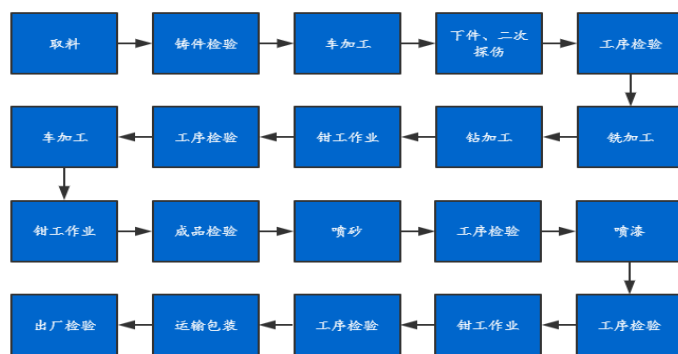 取料
铸件检验
车加工
下件、二次
探伤
工序检验
车加工
工序检验
钳工作业
钻加工
铣加工
钳工作业
成品检验
喷砂
工序检验
喷漆
出厂检验
运输包装
工序检验
钳工作业
工序检验